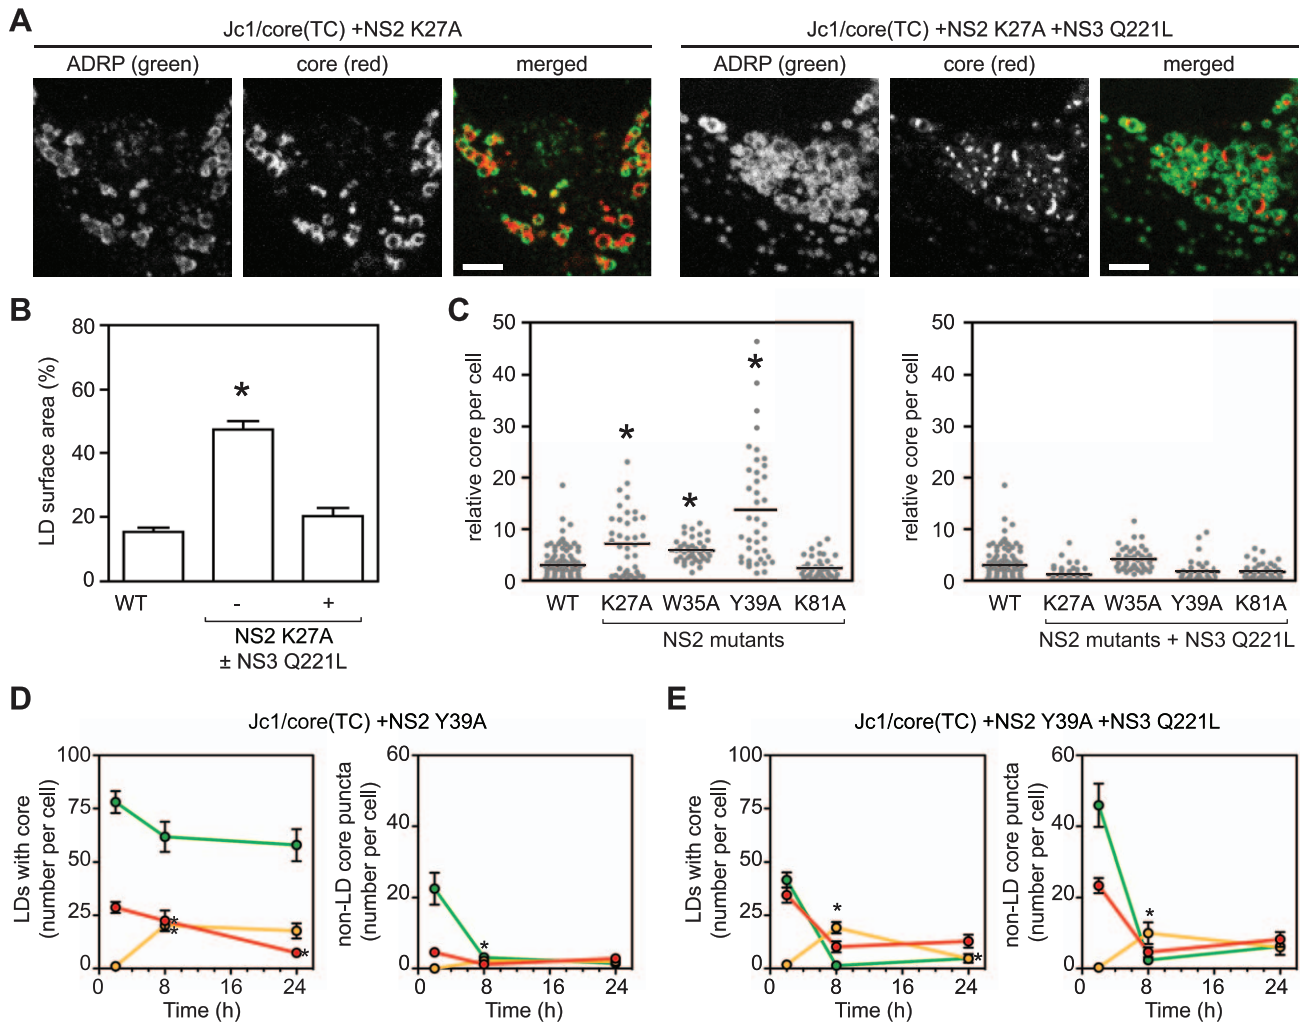 A
Jc1/core(TC) +NS2 K27A
Jc1/core(TC) +NS2 K27A +NS3 Q221L
ADRP (green)
core (red)
merged
ADRP (green)
core (red)
merged
B
LD surface area (%)
80
60
40
20
0
*
WT
-
+
NS2 K27A
± NS3 Q221L
C
relative core per cell
50
40
30
20
10
0
*
*
*
WT
K27A
W35A
Y39A
K81A
NS2 mutants
relative core per cell
50
40
30
20
10
0
WT
K27A
W35A
Y39A
K81A
NS2 mutants + NS3 Q221L
D
Jc1/core(TC) +NS2 Y39A
LDs with core
(number per cell)
100
75
50
25
0
*
*
*
0
8
16
24
Time (h)
non-LD core puncta
(number per cell)
60
40
20
0
*
0
8
16
24
Time (h)
E
Jc1/core(TC) +NS2 Y39A +NS3 Q221L
LDs with core
(number per cell)
100
75
50
25
0
*
*
0
8
16
24
Time (h)
non-LD core puncta
(number per cell)
60
40
20
0
*
0
8
16
24
Time (h)